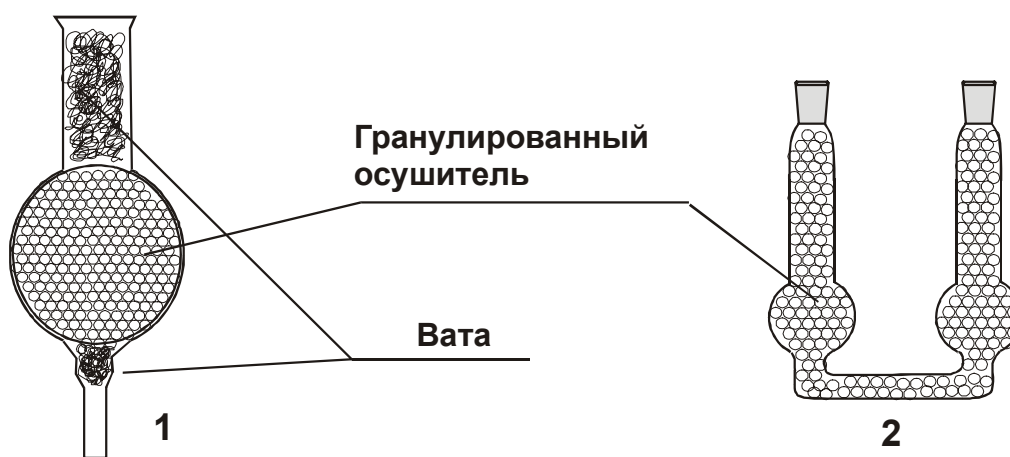 Гранулированный
осушитель
Вата
1
2